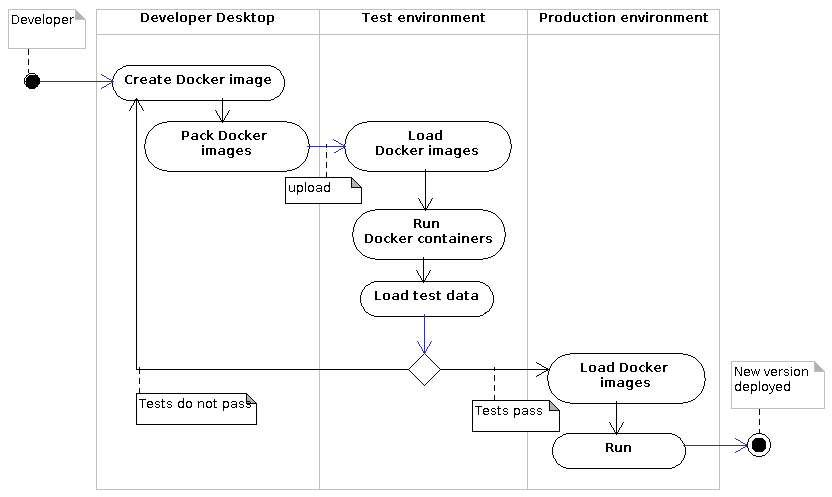 Developer
Developer Desktop
Test environment
Production environment
Create Docker image
Pack Docker
images
Load
Docker images
upload
Run
Docker containers
Load test data
Load Docker
images
New version
deployed
Tests do not pass
Tests pass
Run